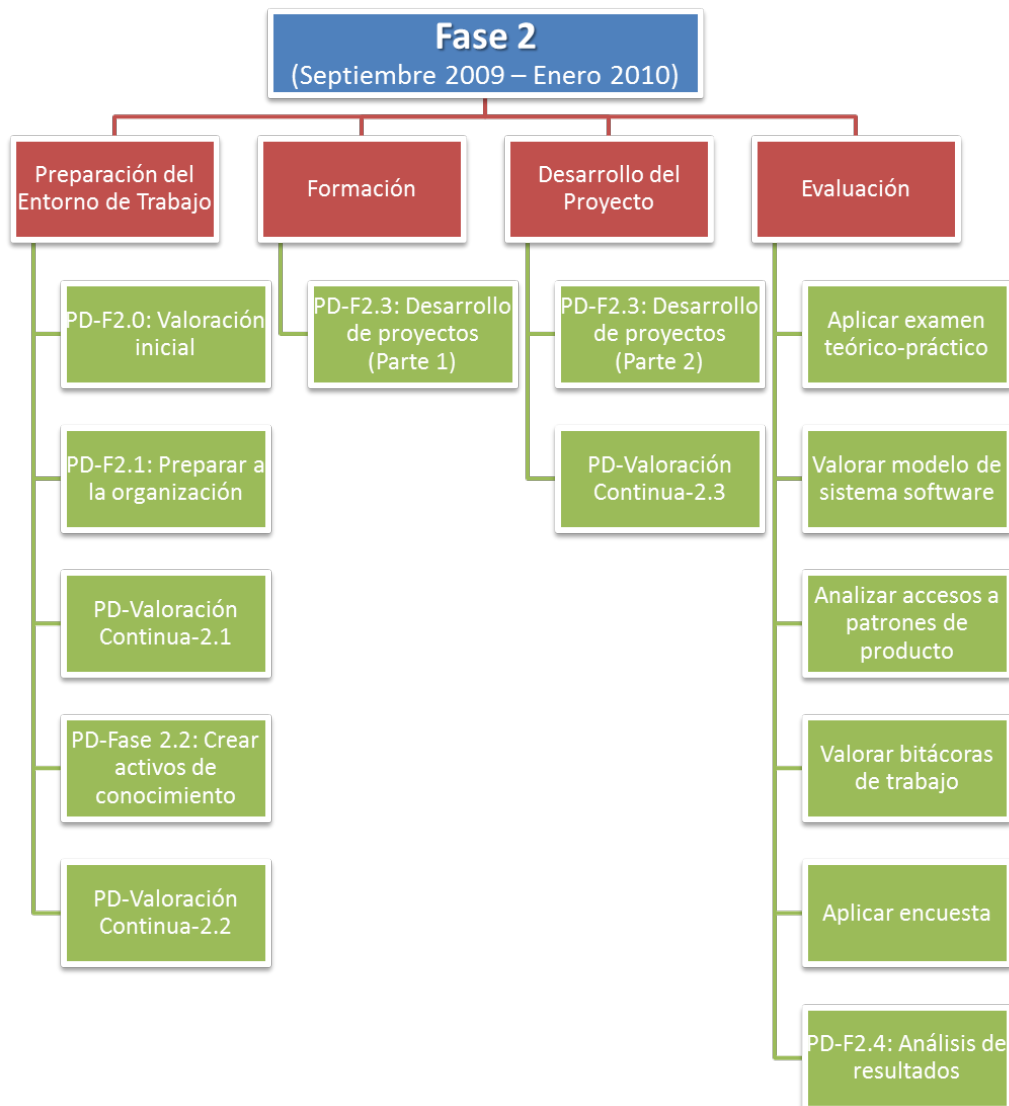 Fase 2
(Septiembre 2009 – Enero 2010)
Preparación del
Entorno de Trabajo
PD-F2.0: Valoración
inicial
PD-F2.1: Preparar a
la organización
PD-Valoración
Continua-2.1
PD-Fase 2.2: Crear
activos de
conocimiento
PD-Valoración
Continua-2.2
Formación
PD-F2.3: Desarrollo
de proyectos
(Parte 1)
Desarrollo del
Proyecto
PD-F2.3: Desarrollo
de proyectos
(Parte 2)
PD-Valoración
Continua-2.3
Evaluación
Aplicar examen
teórico-práctico
Valorar modelo de
sistema software
Analizar accesos a
patrones de
producto
Valorar bitácoras
de trabajo
Aplicar encuesta
PD-F2.4: Análisis de
resultados